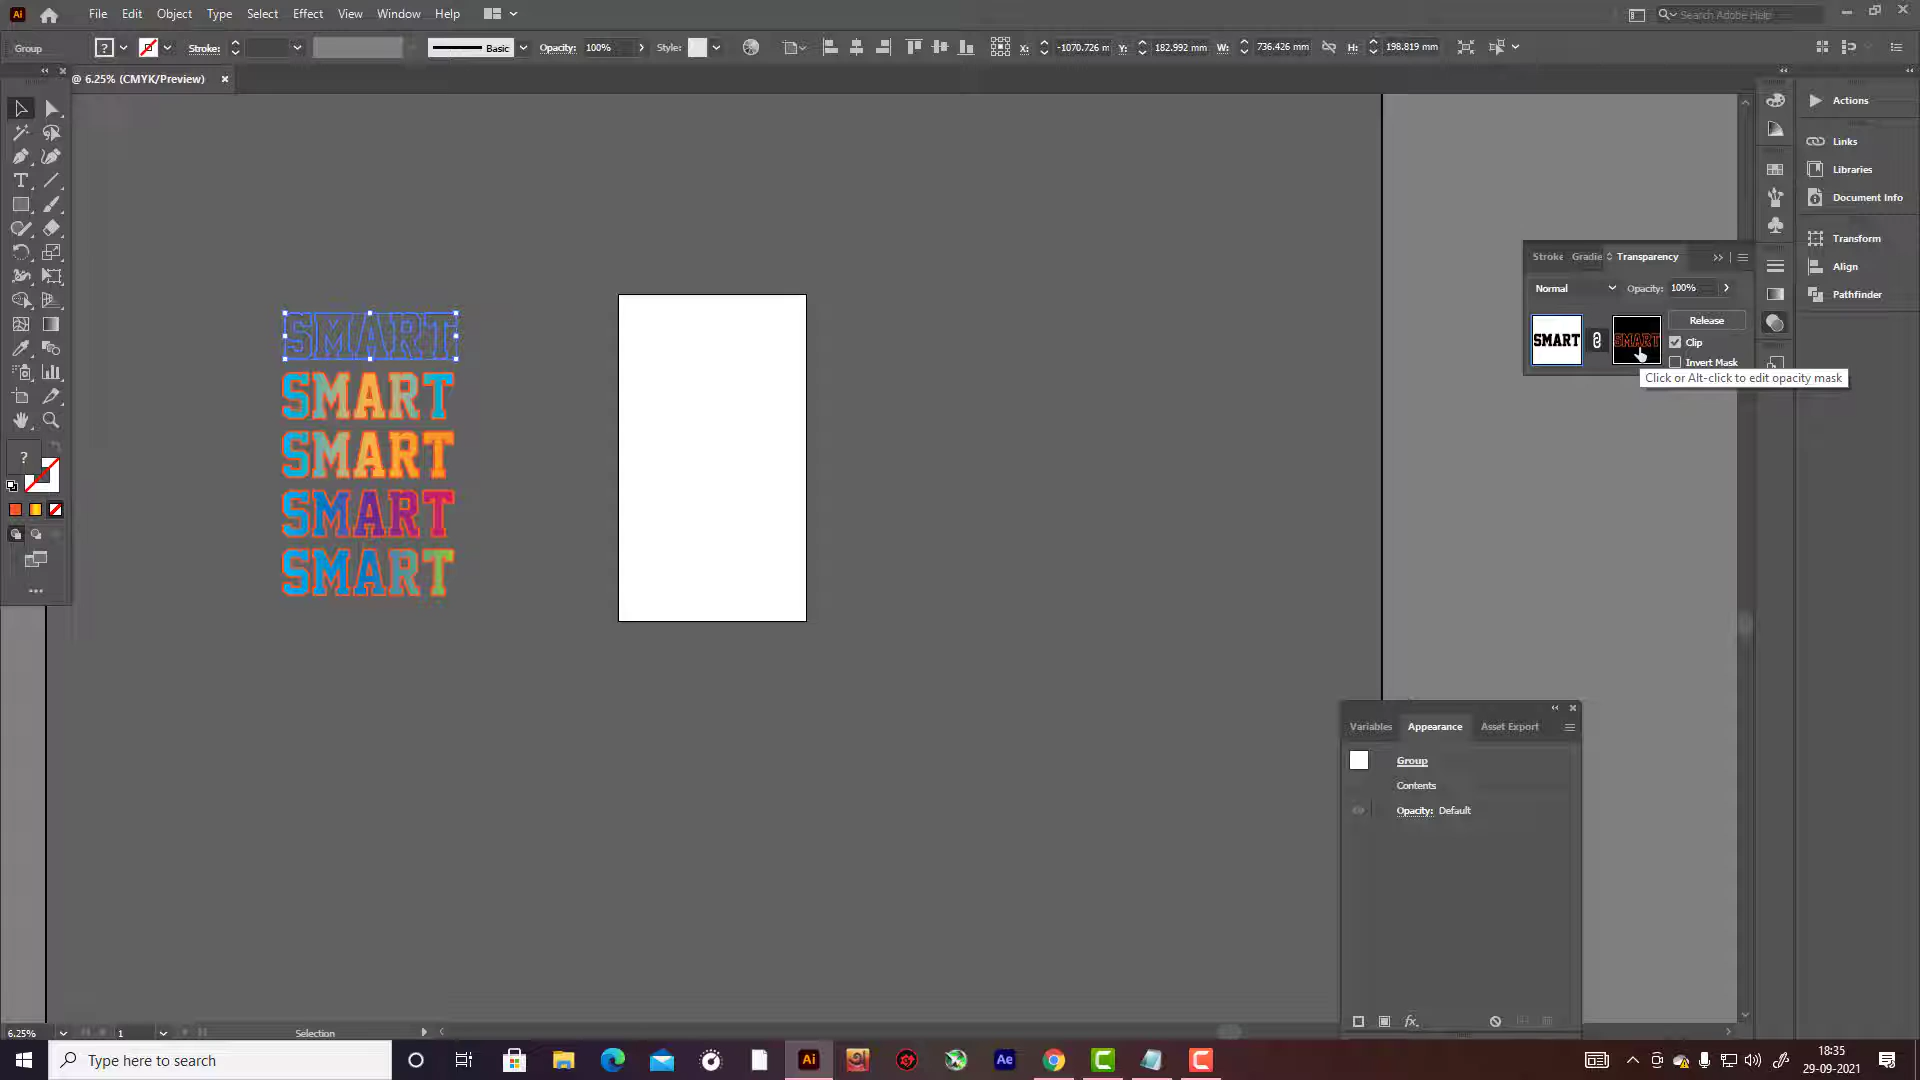 Ai File Edit Object Type Select Effect View Window Help Search Adobe Help
Group ? Stroke: Basic Opacity: 100% Style: X: -1070.726 m Y: 182.992 mm W: 736.426 mm H: 198.819 mm
@ 6.25% (CMYK/Preview)
Actions
Links
Libraries
Document Info
Transform
Align
Pathfinder
Stroke Gradie Transparency
Normal Opacity: 100%
SMART SMART Release
Clip
Invert Mask
Click or Alt-click to edit opacity mask
SMART
SMART
SMART
SMART
SMART
?
Variables Appearance Asset Export
Group
Contents
Opacity: Default
fx
6.25% 1 Selection
Type here to search
Ai
Ae
18:35
29-09-2021